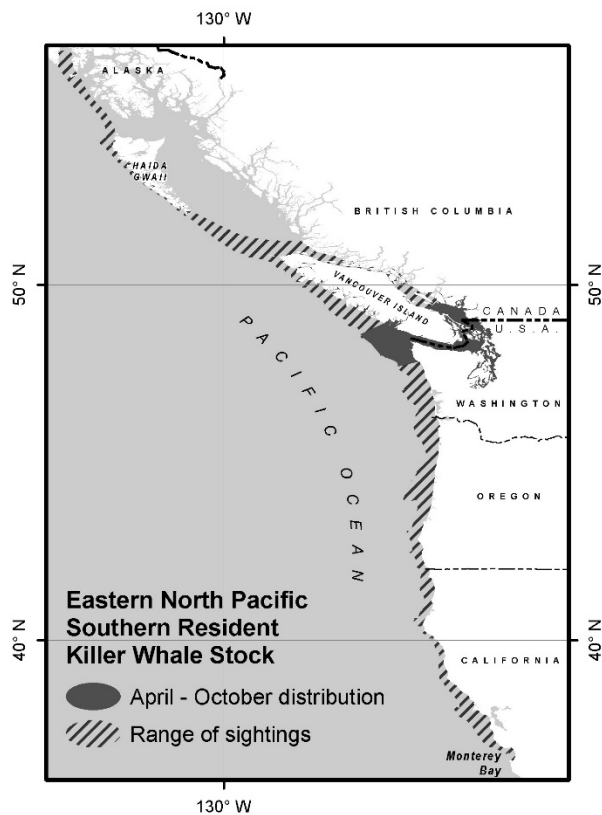 130° W
ALASKA
HAIDA
GWAII
BRITISH COLUMBIA
50° N
50° N
VANCOUVER ISLAND
CANADA
U.S.A.
PACIFIC OCEAN
WASHINGTON
OREGON
Eastern North Pacific
Southern Resident
Killer Whale Stock
40° N
40° N
CALIFORNIA
April - October distribution
Range of sightings
Monterey
Bay
130° W